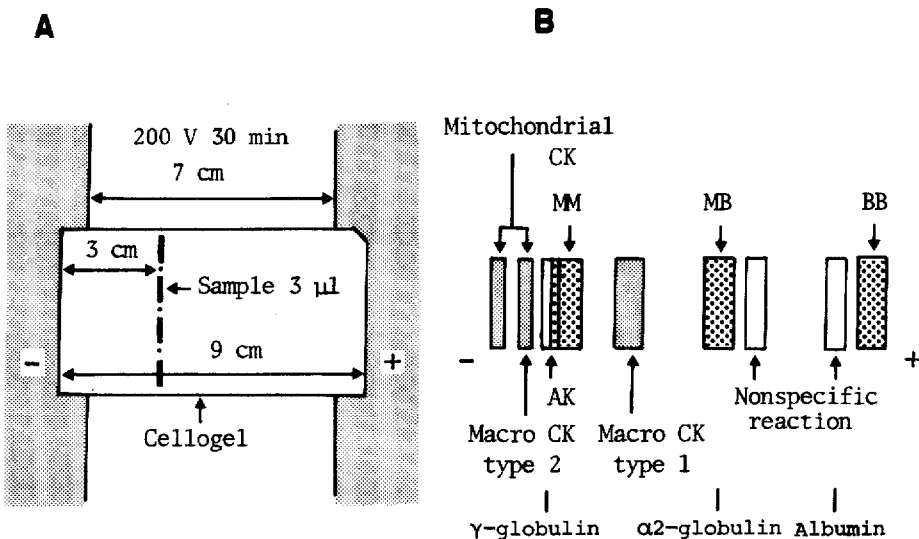 A
200 V 30 min
7 cm
3 cm
Sample 3 μl
9 cm
-
+
Cellogel
B
Mitochondrial
CK
MM
MB
BB
-
+
AK
Macro CK
type 2
Macro CK
type 1
Nonspecific
reaction
γ-globulin
α2-globulin
Albumin